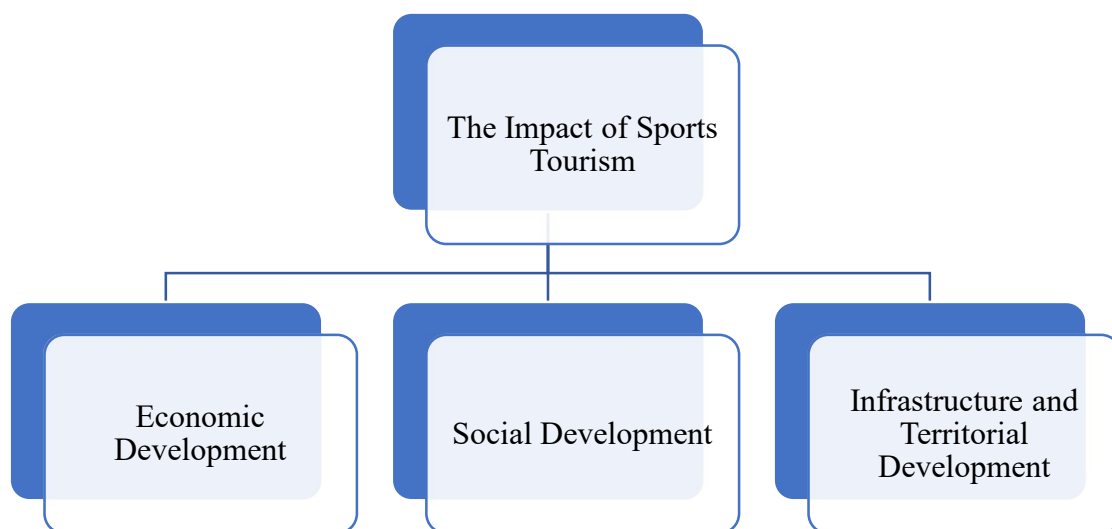 The Impact of Sports
Tourism
Economic
Development
Social Development
Infrastructure and
Territorial
Development